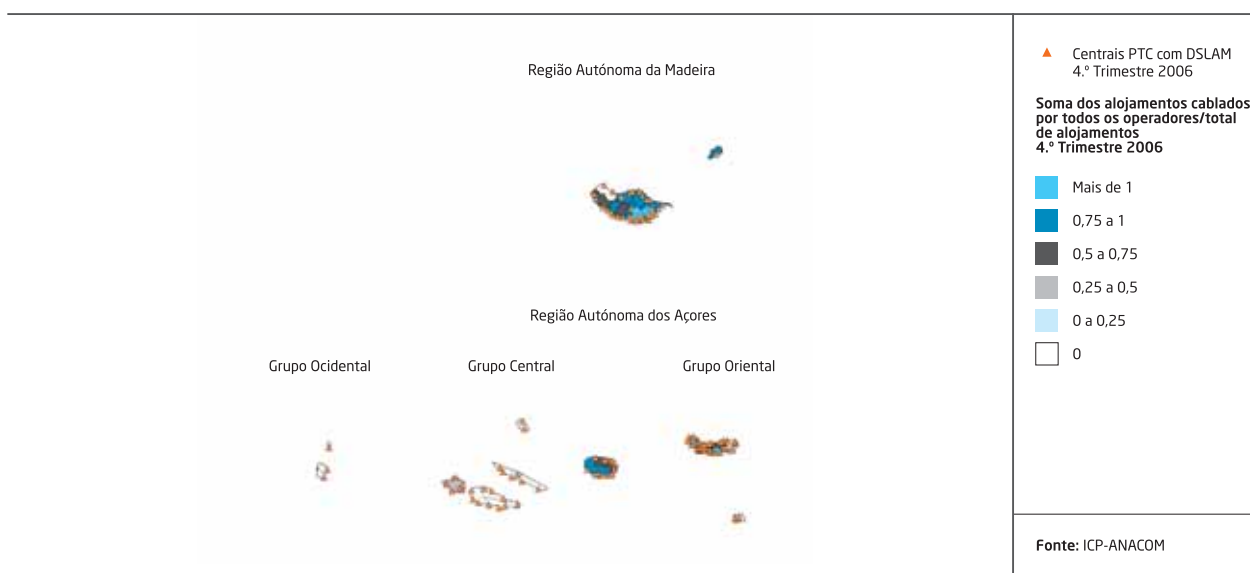 Região Autónoma da Madeira
Região Autónoma dos Açores
Grupo Ocidental
Grupo Central
Grupo Oriental
Centrais PTC com DSLAM
4.º Trimestre 2006
Soma dos alojamentos cablados
por todos os operadores/total
de alojamentos
4.º Trimestre 2006
Mais de 1
0,75 a 1
0,5 a 0,75
0,25 a 0,5
0 a 0,25
0
Fonte: ICP-ANACOM